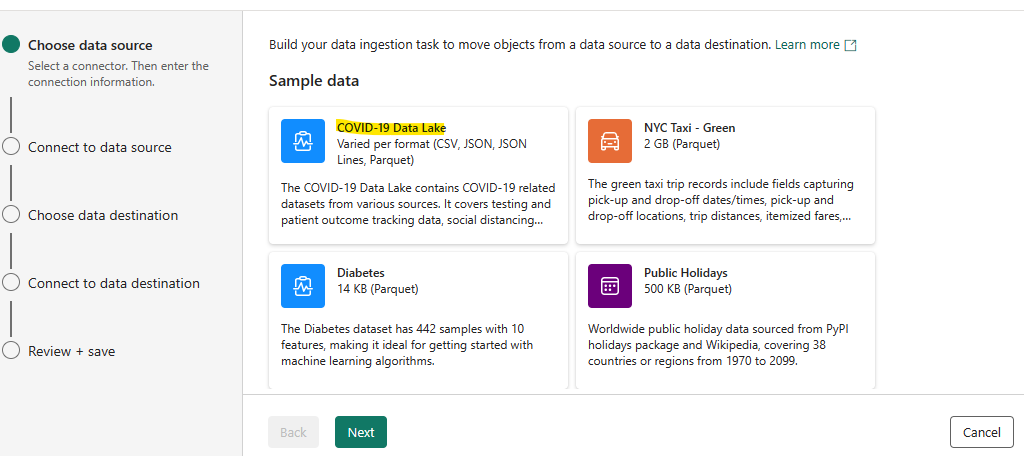 Choose data source
Select a connector. Then enter the
connection information.
Connect to data source
Choose data destination
Connect to data destination
Review + save
Build your data ingestion task to move objects from a data source to a data destination. Learn more
Sample data
COVID-19 Data Lake
Varied per format (CSV, JSON, JSON
Lines, Parquet)
The COVID-19 Data Lake contains COVID-19 related
datasets from various sources. It covers testing and
patient outcome tracking data, social distancing...
NYC Taxi - Green
2 GB (Parquet)
The green taxi trip records include fields capturing
pick-up and drop-off dates/times, pick-up and
drop-off locations, trip distances, itemized fares,...
Diabetes
14 KB (Parquet)
The Diabetes dataset has 442 samples with 10
features, making it ideal for getting started with
machine learning algorithms.
Public Holidays
500 KB (Parquet)
Worldwide public holiday data sourced from PyPI
holidays package and Wikipedia, covering 38
countries or regions from 1970 to 2099.
Back
Next
Cancel